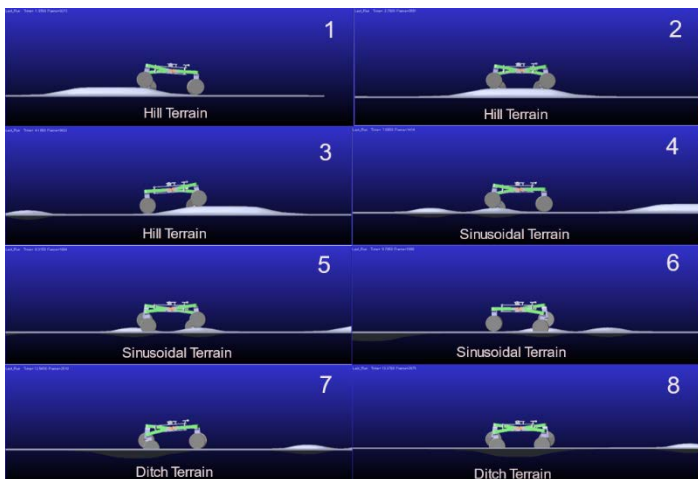 1
Hill Terrain
2
Hill Terrain
3
Hill Terrain
4
Sinusoidal Terrain
5
Sinusoidal Terrain
6
Sinusoidal Terrain
7
Ditch Terrain
8
Ditch Terrain